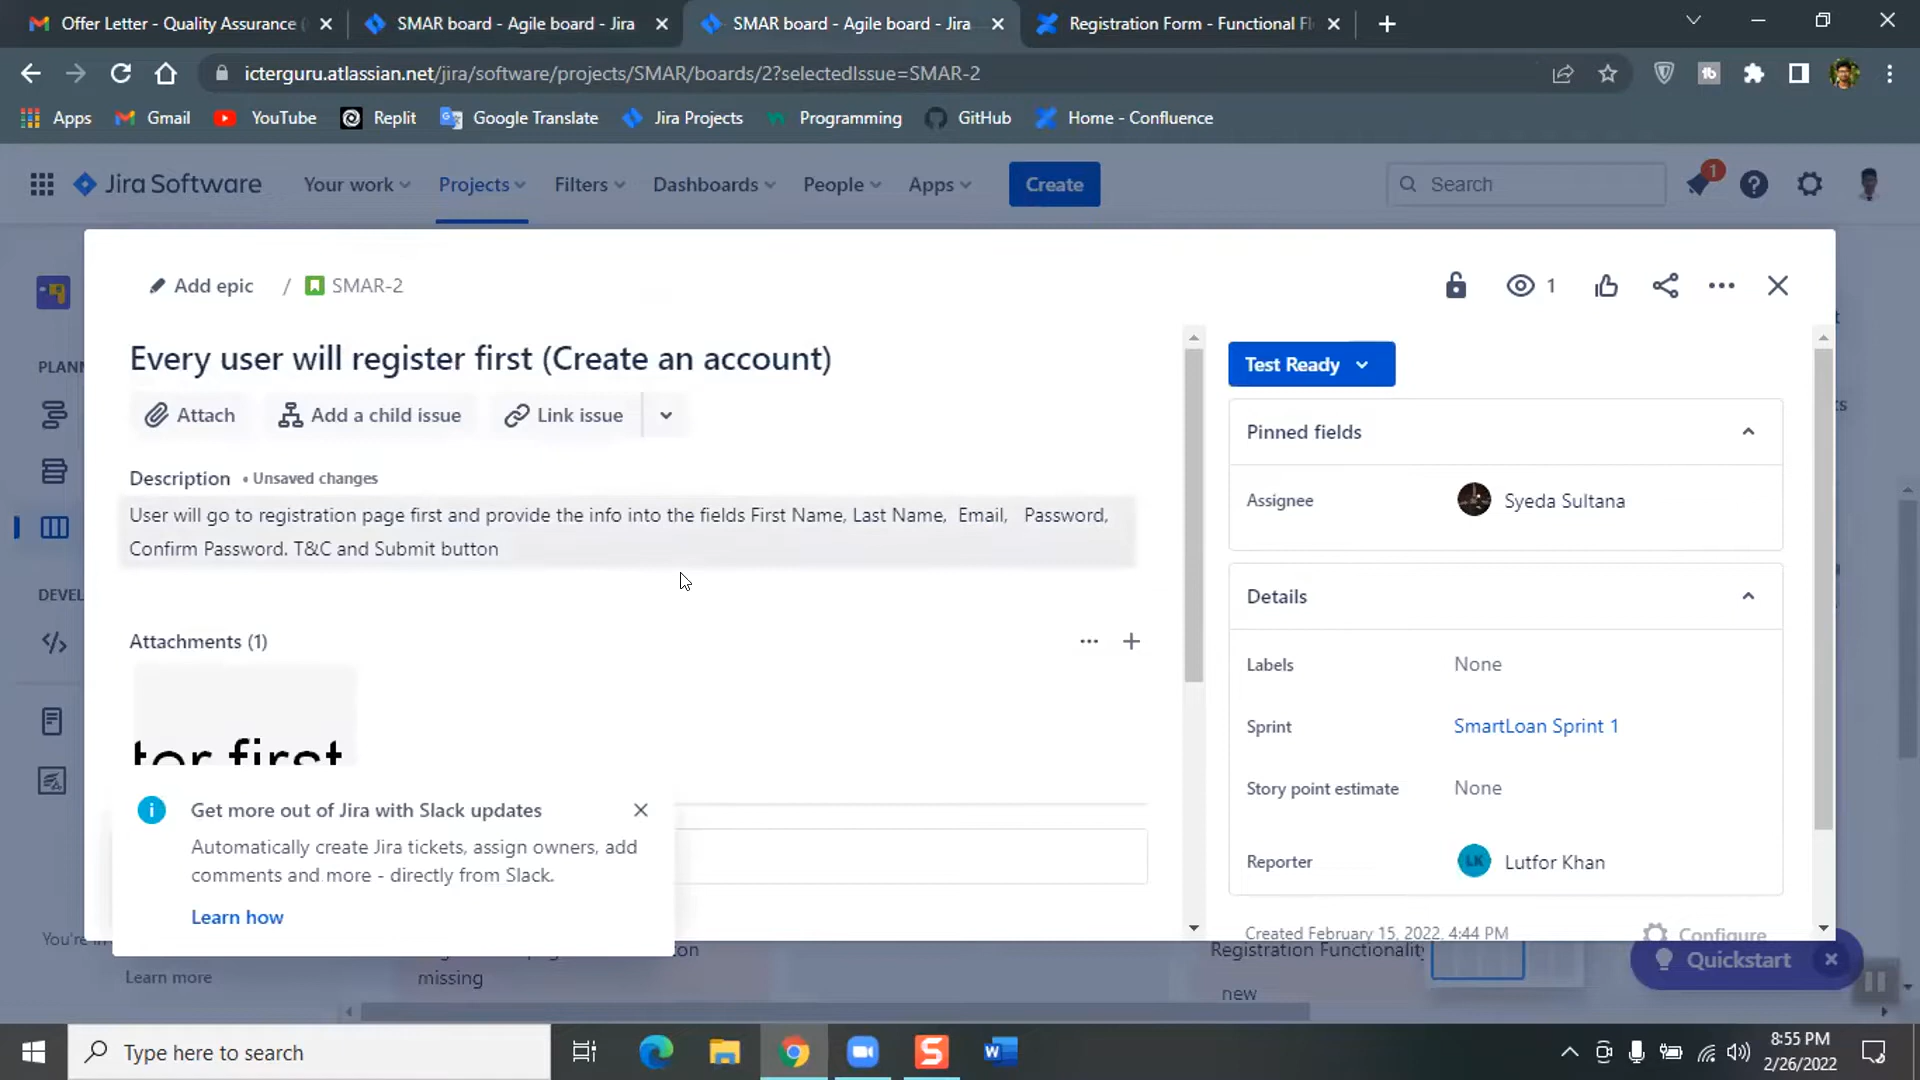 Offer Letter - Quality Assurance (
SMAR board - Agile board - Jira
SMAR board - Agile board - Jira
Registration Form - Functional Fl
icterguru.atlassian.net/jira/software/projects/SMAR/boards/2?selectedIssue=SMAR-2
Apps
Gmail
YouTube
Replit
Google Translate
Jira Projects
Programming
GitHub
Home - Confluence
Jira Software
Your work
Projects
Filters
Dashboards
People
Apps
Create
Search
1
Add epic / SMAR-2
1
Every user will register first (Create an account)
Test Ready
Attach
Add a child issue
Link issue
Pinned fields
Assignee
Syeda Sultana
Description • Unsaved changes
User will go to registration page first and provide the info into the fields First Name, Last Name, Email, Password,
Confirm Password. T&C and Submit button
PLANN
DEVEL
Details
Attachments (1)
Labels
None
Sprint
SmartLoan Sprint 1
Story point estimate
None
Reporter
LK
Lutfor Khan
ter first
Get more out of Jira with Slack updates
Automatically create Jira tickets, assign owners, add
comments and more - directly from Slack.
Learn how
Created February 15, 2022, 4:44 PM
Configure
You're in
Learn more
missing
Registration Functionality
new
Quickstart
Type here to search
8:55 PM
2/26/2022